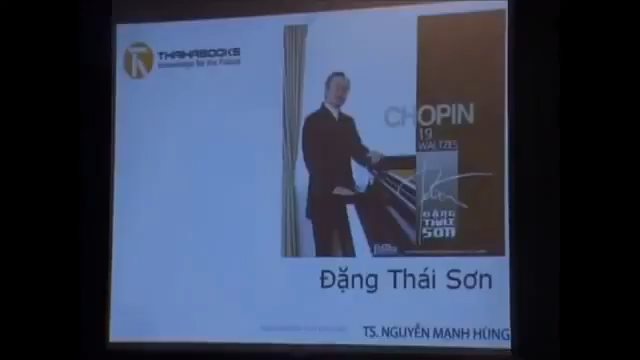 THAIHABOOKS
Knowledge for the Future
CHOPIN
19
WALTZES
ĐẶNG
THÁI
SƠN
Đặng Thái Sơn
TS. NGUYỄN MẠNH HÙNG